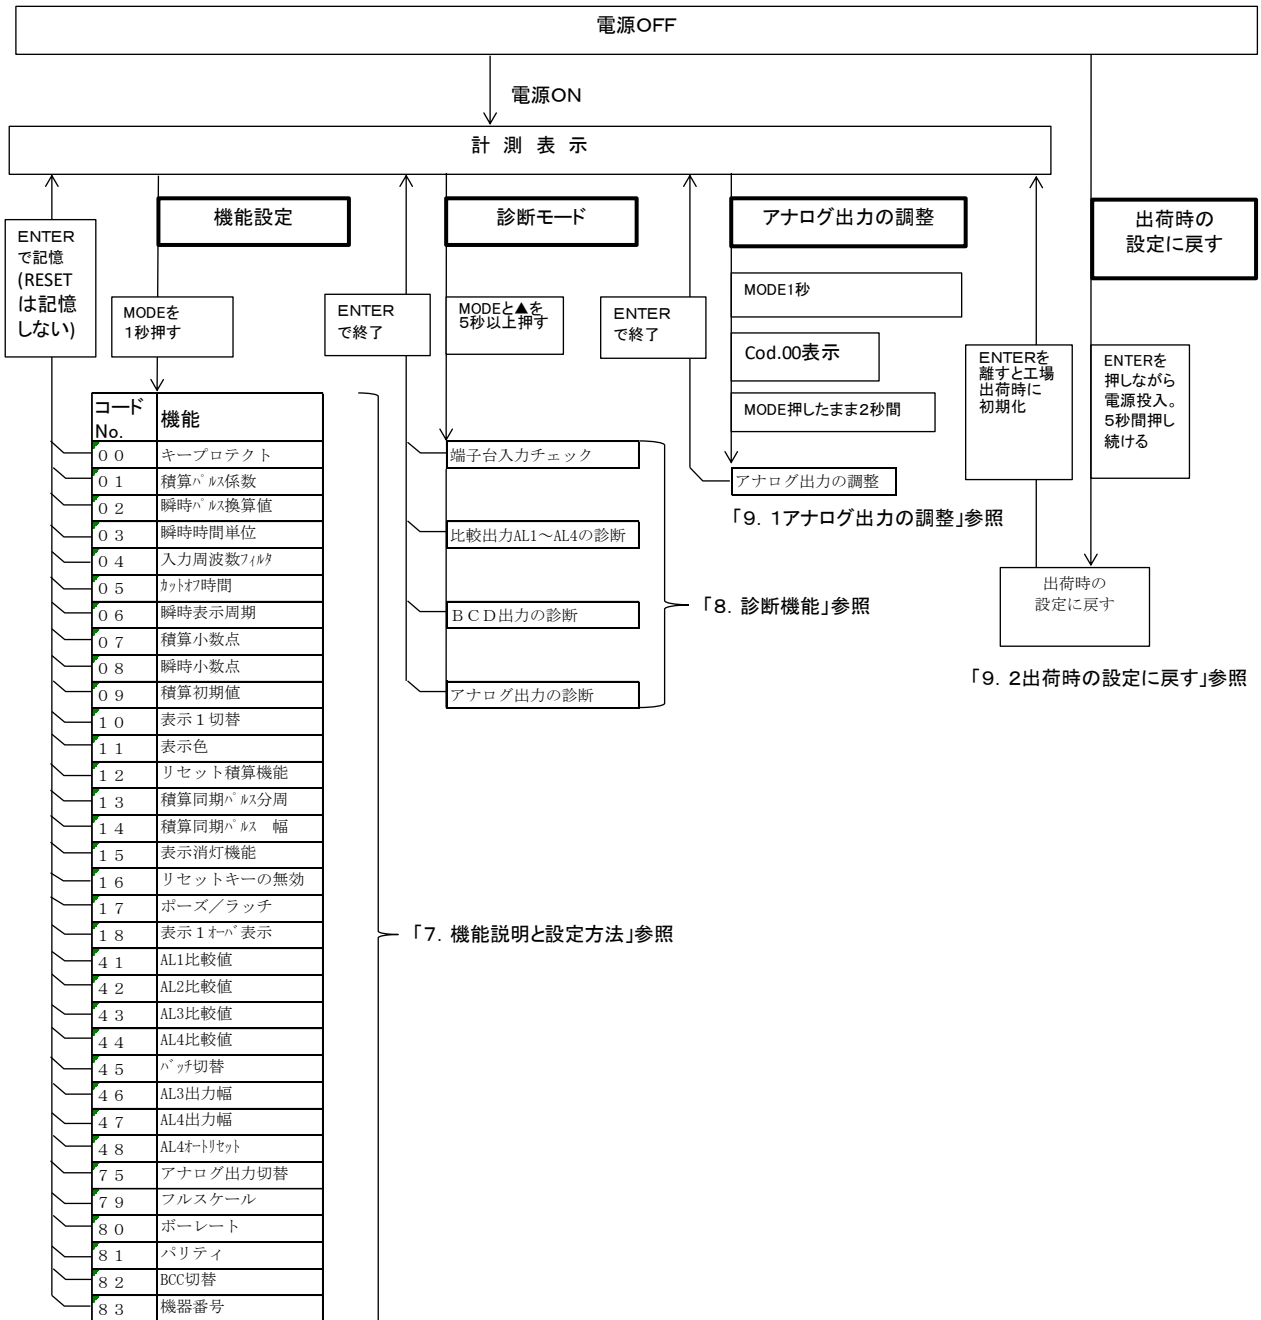 電源OFF
電源ON
計 測 表 示
機能設定
診断モード
アナログ出力の調整
出荷時の
設定に戻す
ENTER
で記憶
(RESET
は記憶
しない)
MODEを
1秒押す
ENTER
で終了
MODEと▲を
5秒以上押す
ENTER
で終了
MODE1秒
Cod.00表示
MODE押したまま2秒間
ENTERを
離すと工場
出荷時に
初期化
ENTERを
押しながら
電源投入。
5秒間押し
続ける
コード
No.
機能
00 キープロテクト
01 積算パルス係数
02 瞬時パルス換算値
03 瞬時時間単位
04 入力周波数フィルタ
05 カットオフ時間
06 瞬時表示周期
07 積算小数点
08 瞬時小数点
09 積算初期値
10 表示1切替
11 表示色
12 リセット積算機能
13 積算同期パルス分周
14 積算同期パルス 幅
15 表示消灯機能
16 リセットキーの無効
17 ポーズ/ラッチ
18 表示1オーバ表示
41 AL1比較値
42 AL2比較値
43 AL3比較値
44 AL4比較値
45 バッチ切替
46 AL3出力幅
47 AL4出力幅
48 AL4オートリセット
75 アナログ出力切替
79 フルスケール
80 ボーレート
81 パリティ
82 BCC切替
83 機器番号
「7. 機能説明と設定方法」参照
端子台入力チェック
比較出力AL1~AL4の診断
BCD出力の診断
アナログ出力の診断
「8. 診断機能」参照
アナログ出力の調整
「9. 1アナログ出力の調整」参照
出荷時の
設定に戻す
「9. 2出荷時の設定に戻す」参照